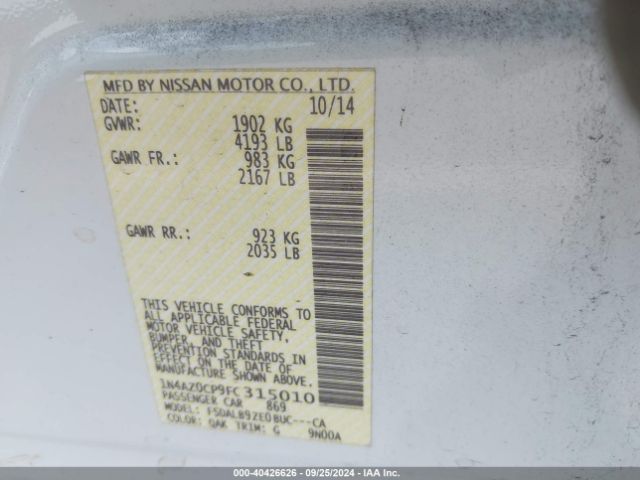 MFD BY NISSAN MOTOR CO., LTD.
DATE: 10/14
GVWR: 1902 KG
4193 LB
GAWR FR.: 983 KG
2167 LB
GAWR RR.: 923 KG
2035 LB
THIS VEHICLE CONFORMS TO
ALL APPLICABLE FEDERAL
MOTOR VEHICLE SAFETY,
BUMPER, AND THEFT
PREVENTION STANDARDS IN
EFFECT ON THE DATE OF
MANUFACTURE SHOWN ABOVE.
1N4AZ0CP9FC315010
PASSENGER CAR 869
MODEL: FSDALB9ZE0BUC---CA
COLOR: QAK TRIM: G 9N00A
BID - 40426626 - 09/25/2024 - IAAI.COM